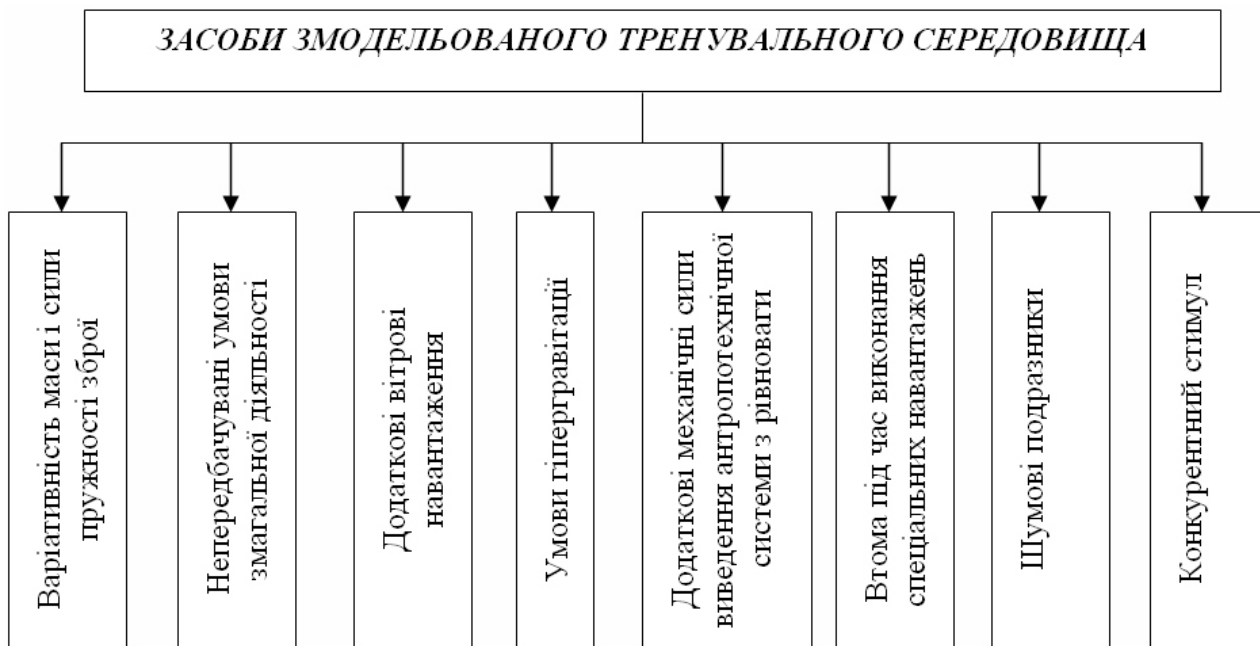 ЗАСОБИ ЗМОДЕЛЬОВАНОГО ТРЕНУВАЛЬНОГО СЕРЕДОВИЩА
Варіативність маси і сили
пружності зброї
Непередбачувані умови
змагальної діяльності
Додаткові вітрові
навантаження
Умови гіпергравітації
Додаткові механічні сили
виведення антропотехнічної
системи з рівноваги
Втома під час виконання
спеціальних навантажень
Шумові подразники
Конкурентний стимул